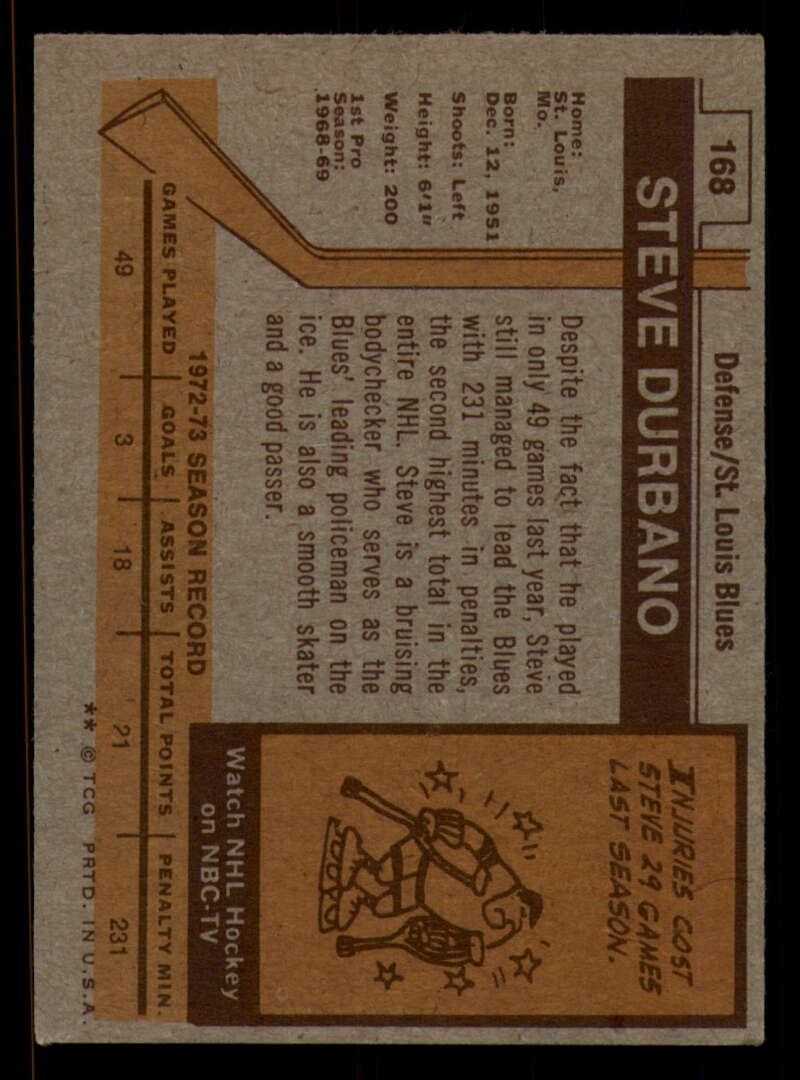 168
Defense/St. Louis Blues
STEVE DURBANO
Home:
St. Louis,
Mo.
Born:
Dec. 12, 1951
Shoots: Left
Height: 6'1"
Weight: 200
1st Pro
Season:
1968-69
Despite the fact that he played
in only 49 games last year, Steve
still managed to lead the Blues
with 231 minutes in penalties,
the second highest total in the
entire NHL. Steve is a bruising
bodychecker who serves as the
Blues' leading policeman on the
ice. He is also a smooth skater
and a good passer.
INJURIES COST
STEVE 29 GAMES
LAST SEASON.
Watch NHL Hockey
on NBC-TV
1972-73 SEASON RECORD
GAMES PLAYED GOALS ASSISTS TOTAL POINTS PENALTY MIN.
49 3 18 21 231
** © TCG PRTD. IN U.S.A.